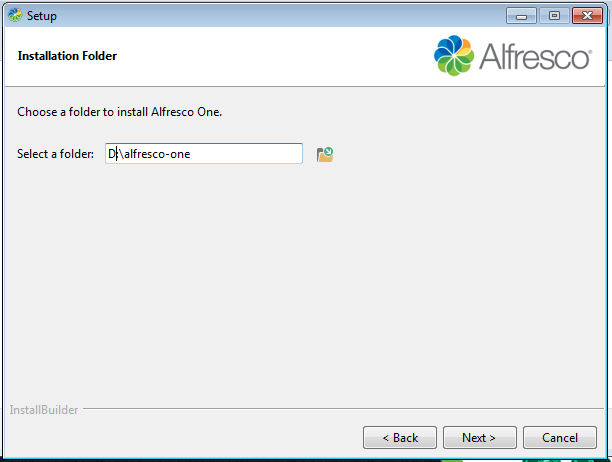 Setup
Installation Folder
Alfresco®
Choose a folder to install Alfresco One.
Select a folder: D:\alfresco-one
InstallBuilder
< Back Next > Cancel